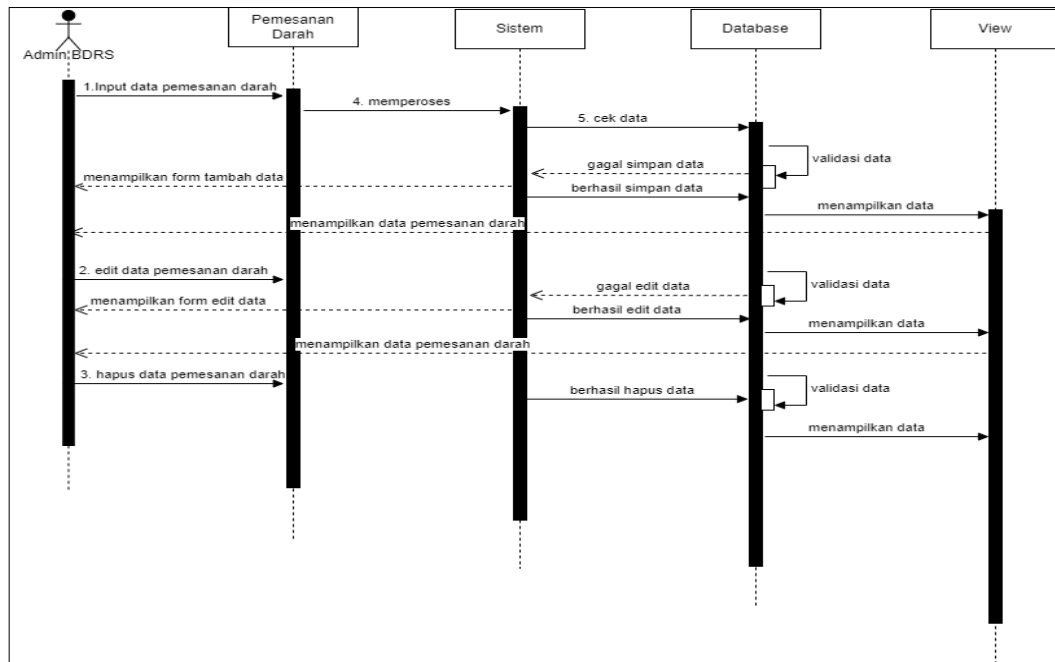 Pemesanan
Darah
Sistem
Database
View
Admin BDRS
1.Input data pemesanan darah
4. memperoses
5. cek data
validasi data
gagal simpan data
menampilkan form tambah data
berhasil simpan data
menampilkan data
menampilkan data pemesanan darah
2. edit data pemesanan darah
validasi data
gagal edit data
menampilkan form edit data
berhasil edit data
menampilkan data
menampilkan data pemesanan darah
3. hapus data pemesanan darah
validasi data
berhasil hapus data
menampilkan data